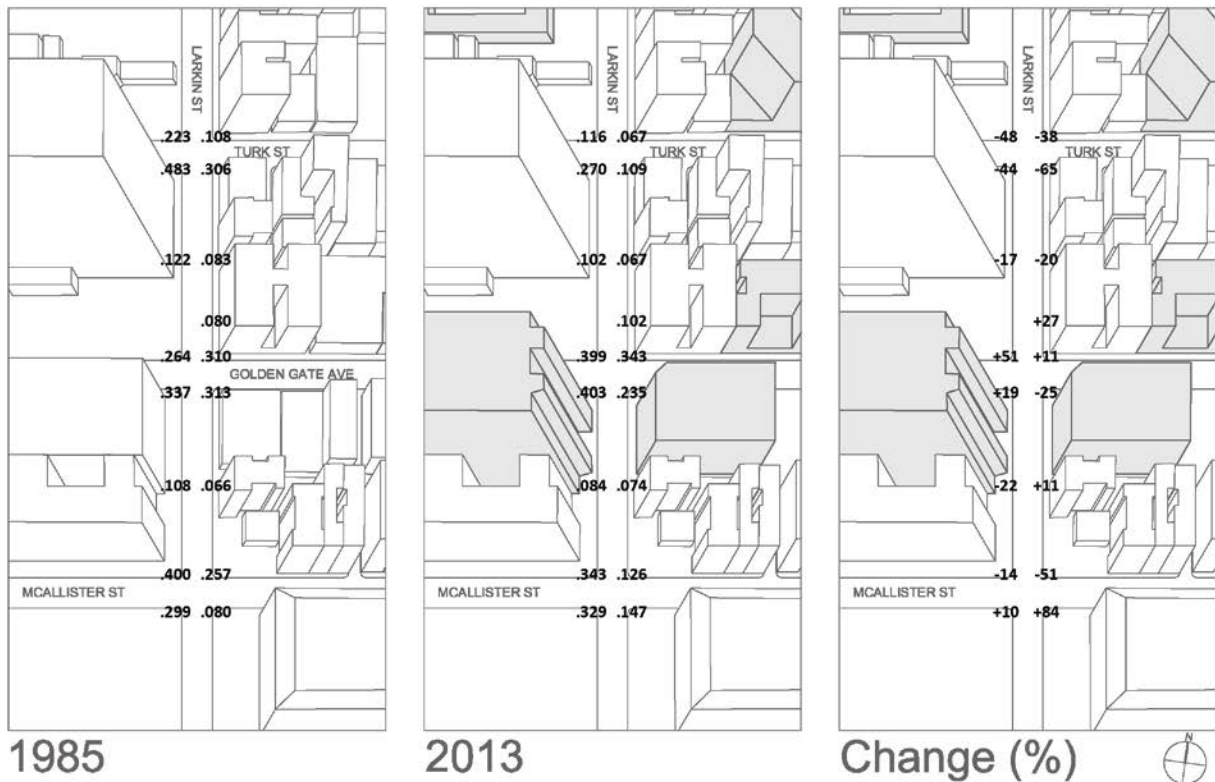 LARKIN ST
.223 .108
TURK ST
.483 .306
.122 .083
.080
.264 .310
GOLDEN GATE AVE
.337 .313
.108 .066
.400 .257
MCALLISTER ST
.299 .080
1985
LARKIN ST
.116 .067
TURK ST
.270 .109
.102 .067
.102
.399 .343
.403 .235
.084 .074
.343 .126
MCALLISTER ST
.329 .147
2013
LARKIN ST
-48 -38
TURK ST
-44 -65
-17 -20
+27
+51 +11
+19 -25
-22 +11
-14 -51
MCALLISTER ST
+10 +84
Change (%)
N